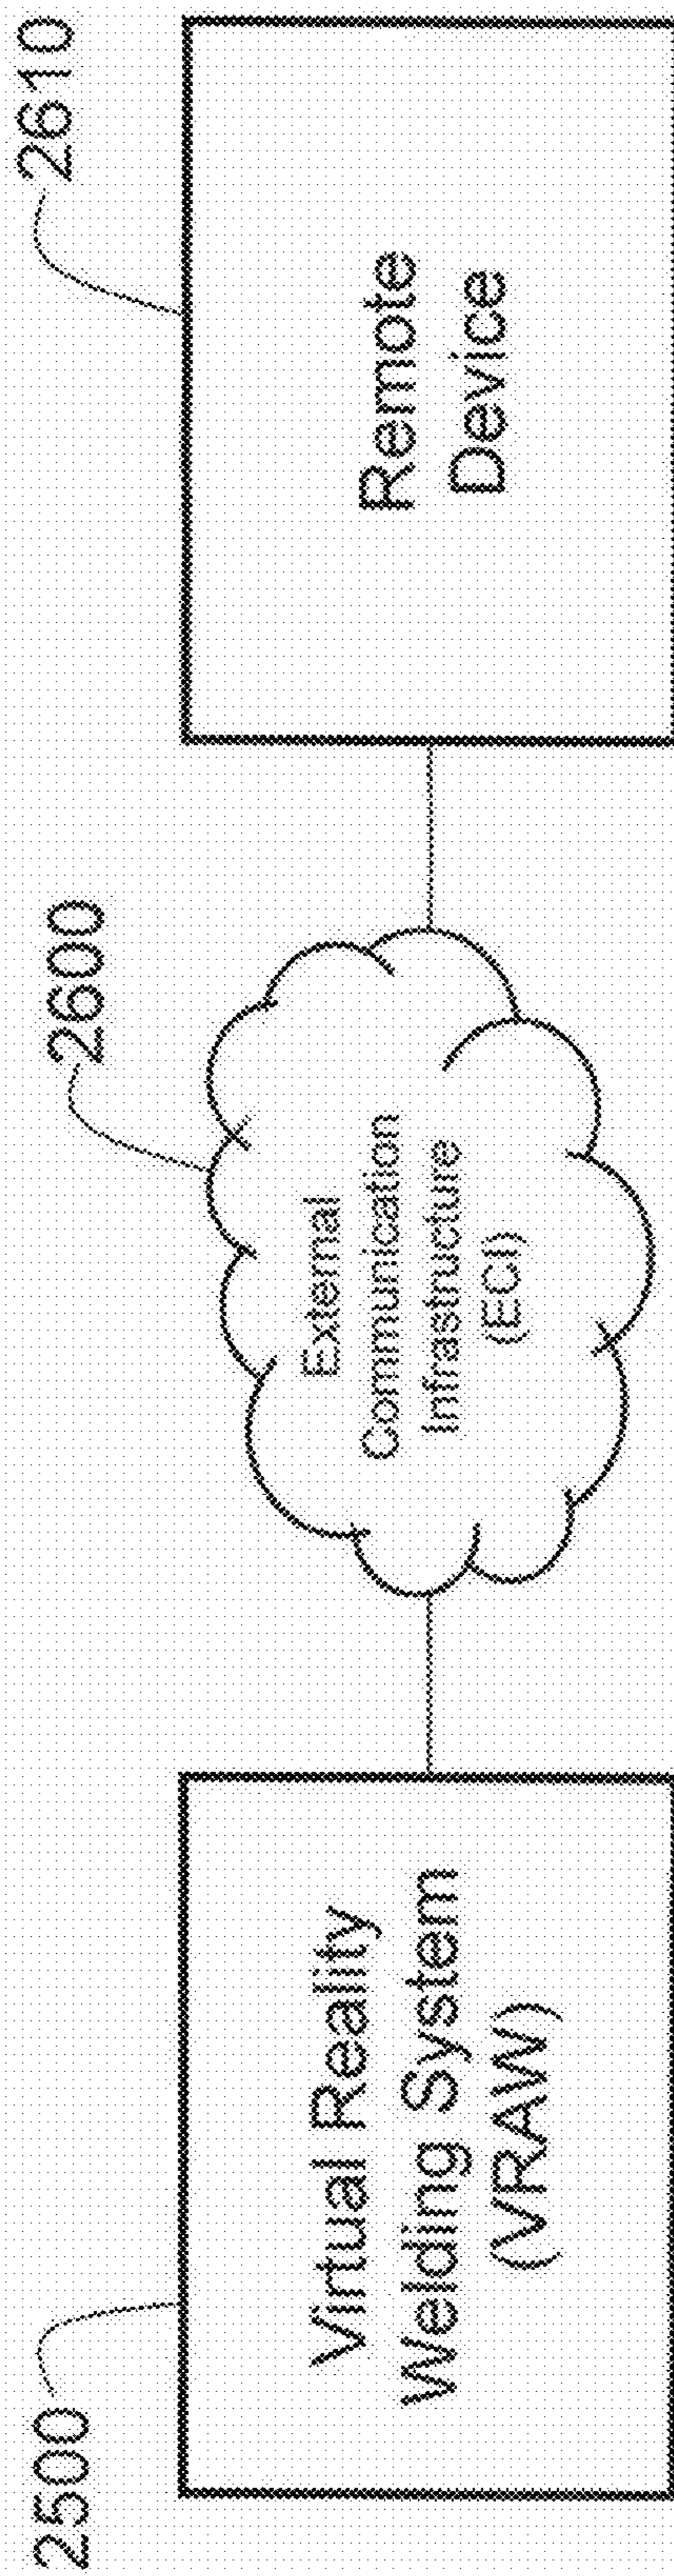 2500
Virtual Reality
Welding System
(VRAW)
2600
External
Communication
Infrastructure
(ECI)
2610
Remote
Device